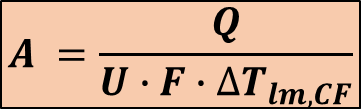 A = Q / (U · F · ΔT_lm,CF)